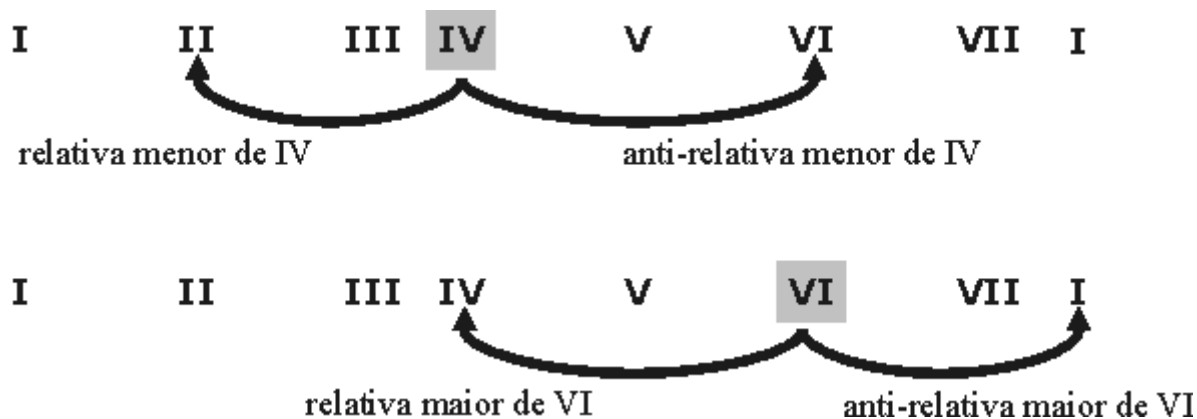 I II III IV V VI VII I
relativa menor de IV anti-relativa menor de IV
I II III IV V VI VII I
relativa maior de VI anti-relativa maior de VI